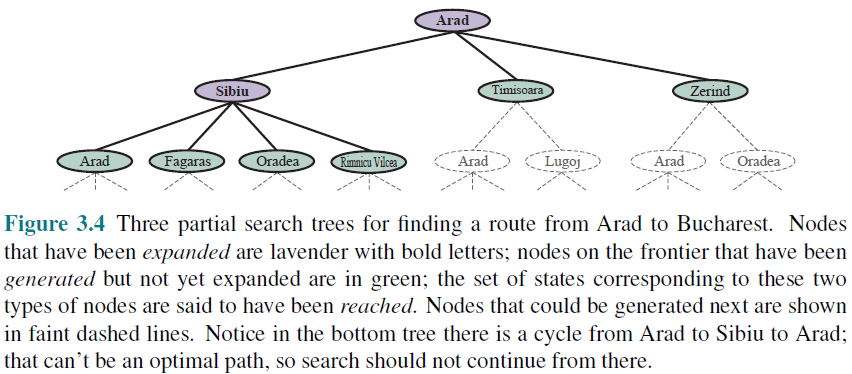 Arad
Sibiu Timisoara Zerind
Arad Fagaras Oradea Rimnicu Vilcea Arad Lugoj Arad Oradea
Figure 3.4 Three partial search trees for finding a route from Arad to Bucharest. Nodes
that have been expanded are lavender with bold letters; nodes on the frontier that have been
generated but not yet expanded are in green; the set of states corresponding to these two
types of nodes are said to have been reached. Nodes that could be generated next are shown
in faint dashed lines. Notice in the bottom tree there is a cycle from Arad to Sibiu to Arad;
that can’t be an optimal path, so search should not continue from there.